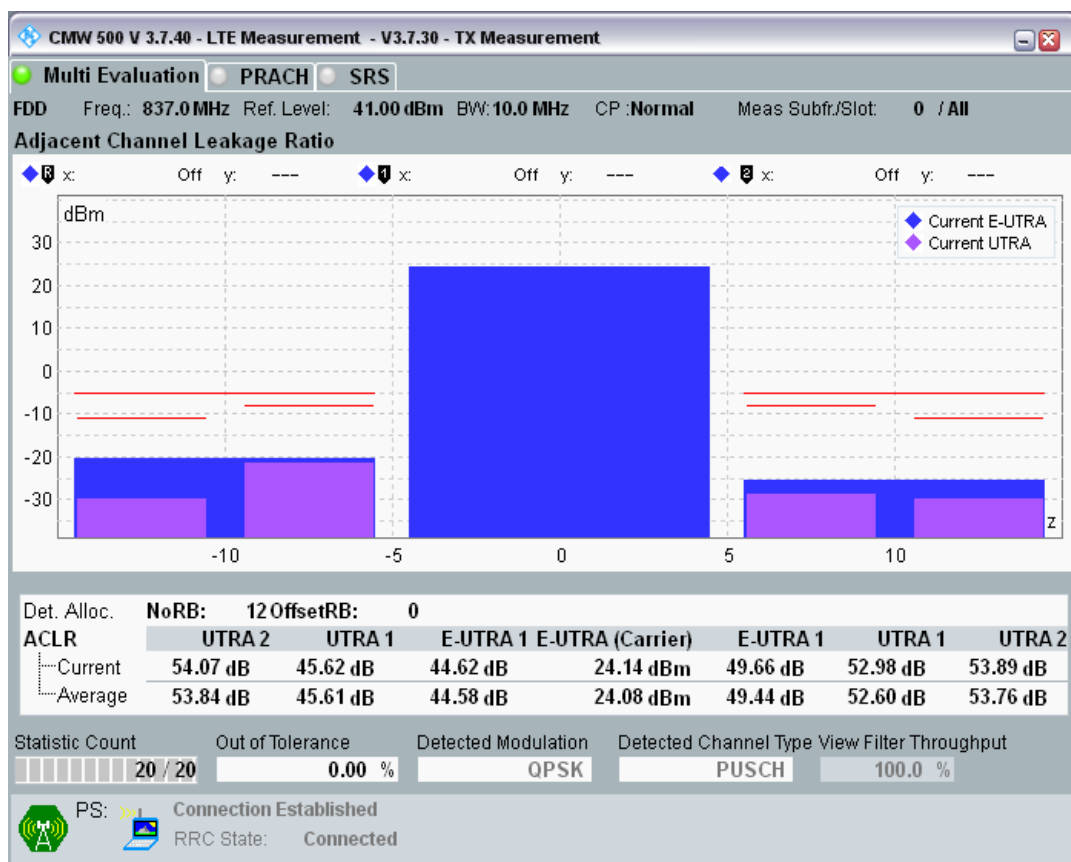 CMW 500 V 3.7.40 - LTE Measurement - V3.7.30 - TX Measurement
Multi Evaluation PRACH SRS
FDD Freq.: 837.0 MHz Ref. Level: 41.00 dBm BW: 10.0 MHz CP :Normal Meas Subfr./Slot: 0 / All
Adjacent Channel Leakage Ratio
R x: Off y: --- 1 x: Off y: --- 2 x: Off y: ---
dBm
Current E-UTRA
Current UTRA
30
20
10
0
-10
-20
-30
z
-10 -5 0 5 10
Det. Alloc. NoRB: 12 OffsetRB: 0
ACLR UTRA 2 UTRA 1 E-UTRA 1 E-UTRA (Carrier) E-UTRA 1 UTRA 1 UTRA 2
Current 54.07 dB 45.62 dB 44.62 dB 24.14 dBm 49.66 dB 52.98 dB 53.89 dB
Average 53.84 dB 45.61 dB 44.58 dB 24.08 dBm 49.44 dB 52.60 dB 53.76 dB
Statistic Count Out of Tolerance Detected Modulation Detected Channel Type View Filter Throughput
20 / 20 0.00 % QPSK PUSCH 100.0 %
PS: Connection Established
RRC State: Connected